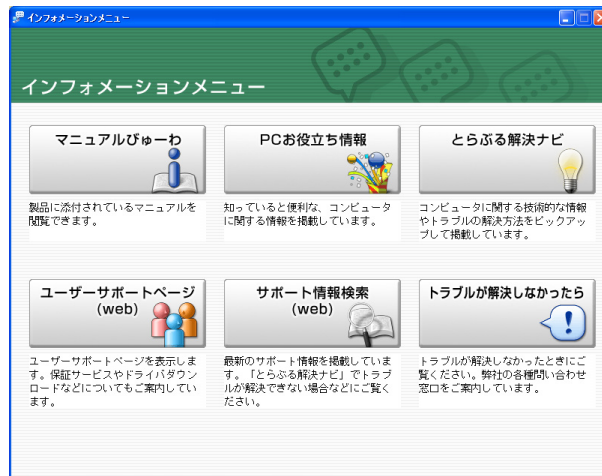 インフォメーションメニュー
インフォメーションメニュー
マニュアルびゅーわ
製品に添付されているマニュアルを
閲覧できます。
PCお役立ち情報
知っていると便利な、コンピュータ
に関する情報を掲載しています。
とらぶる解決ナビ
コンピュータに関する技術的な情報
やトラブルの解決方法をピックアッ
プして掲載しています。
ユーザーサポートページ
(web)
ユーザーサポートページを表示しま
す。保証サービスやドライバダウン
ロードなどについてもご案内してい
ます。
サポート情報検索
(web)
最新のサポート情報を掲載していま
す。「とらぶる解決ナビ」でトラブ
ルが解決できない場合などにご覧く
ださい。
トラブルが解決しなかったら
トラブルが解決しなかったときにご
覧ください。弊社の各種問い合わせ
窓口をご案内しています。